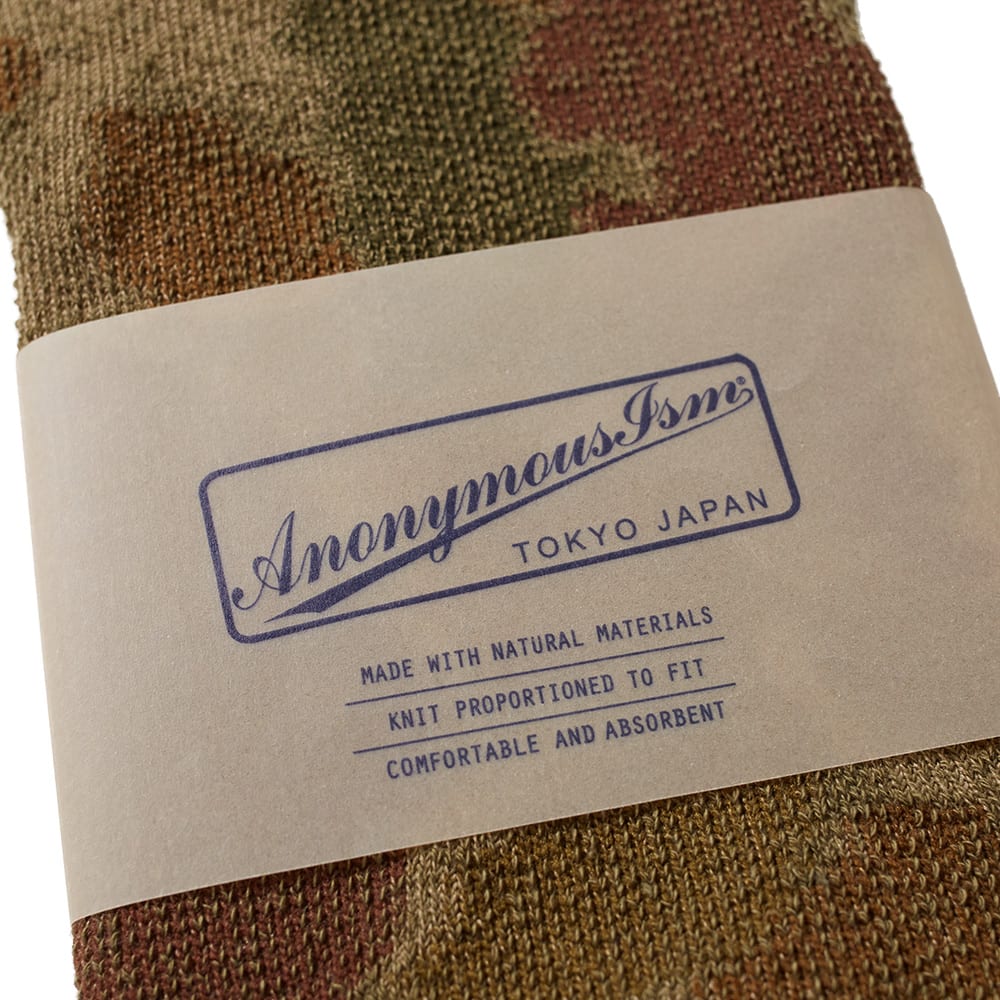 AnonymousIsm®
TOKYO JAPAN
MADE WITH NATURAL MATERIALS
KNIT PROPORTIONED TO FIT
COMFORTABLE AND ABSORBENT